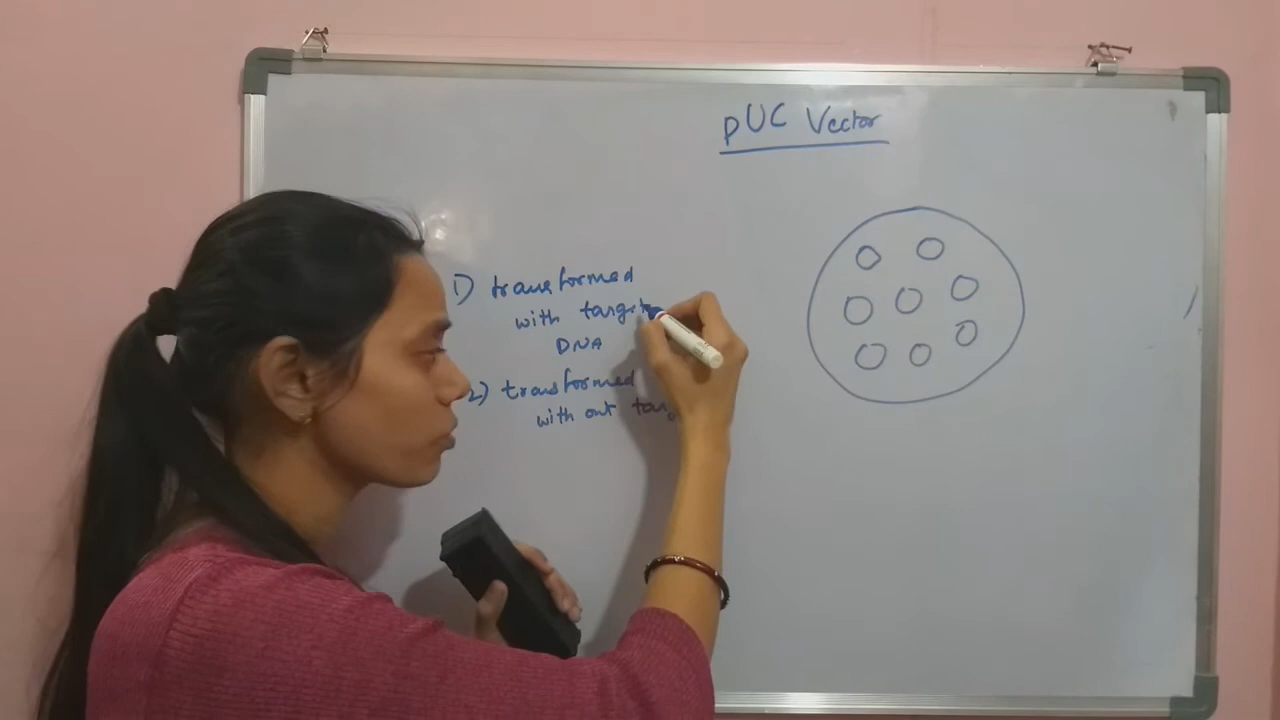 pUC Vector
1) transformed
with target
DNA
2) transformed
with out